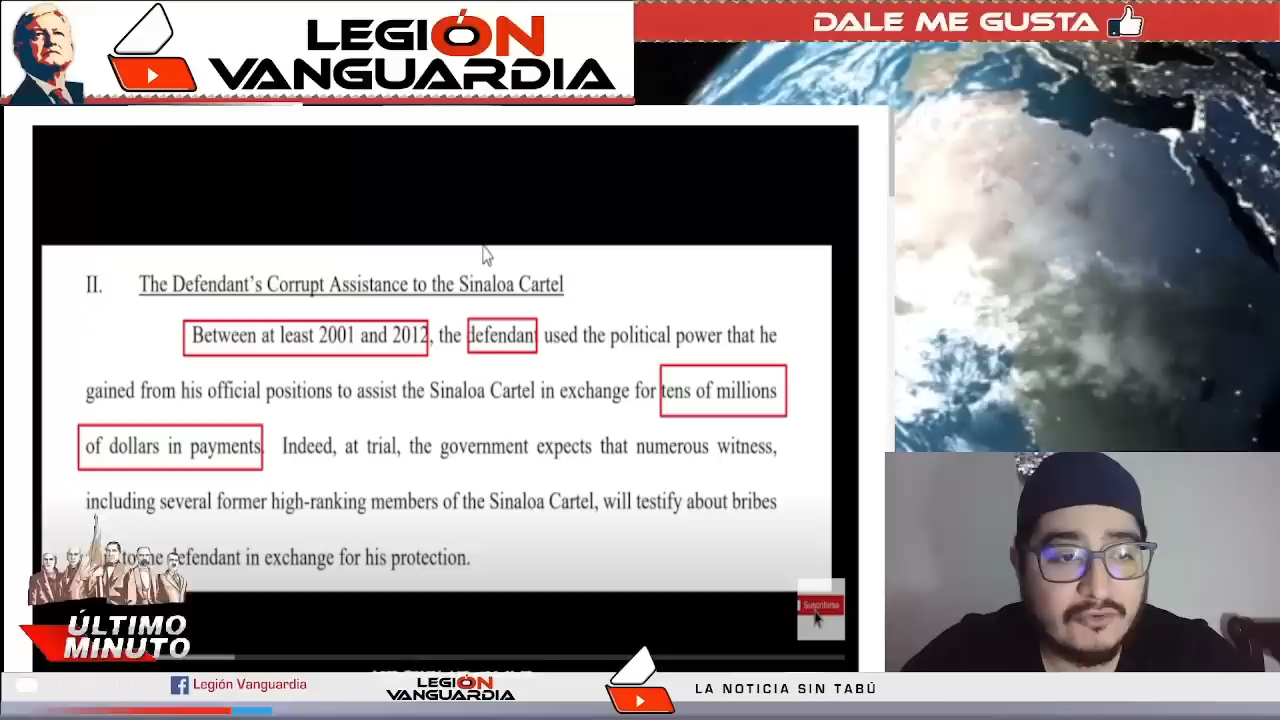 LEGIÓN
VANGUARDIA
DALE ME GUSTA
II. The Defendant's Corrupt Assistance to the Sinaloa Cartel
Between at least 2001 and 2012, the defendant used the political power that he
gained from his official positions to assist the Sinaloa Cartel in exchange for tens of millions
of dollars in payments. Indeed, at trial, the government expects that numerous witness,
including several former high-ranking members of the Sinaloa Cartel, will testify about bribes
to the defendant in exchange for his protection.
Suscribirse
ÚLTIMO
MINUTO
Legión Vanguardia
LEGIÓN
VANGUARDIA
LA NOTICIA SIN TABÚ